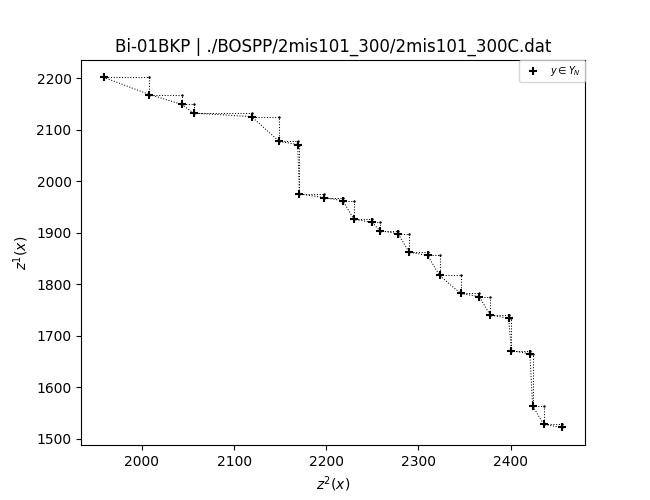 Bi-01BKP | ./BOSPP/2mis101_300/2mis101_300C.dat
y ∈ Y_N
2200
2100
2000
1900
1800
1700
1600
1500
z^1(x)
2000 2100 2200 2300 2400
z^2(x)